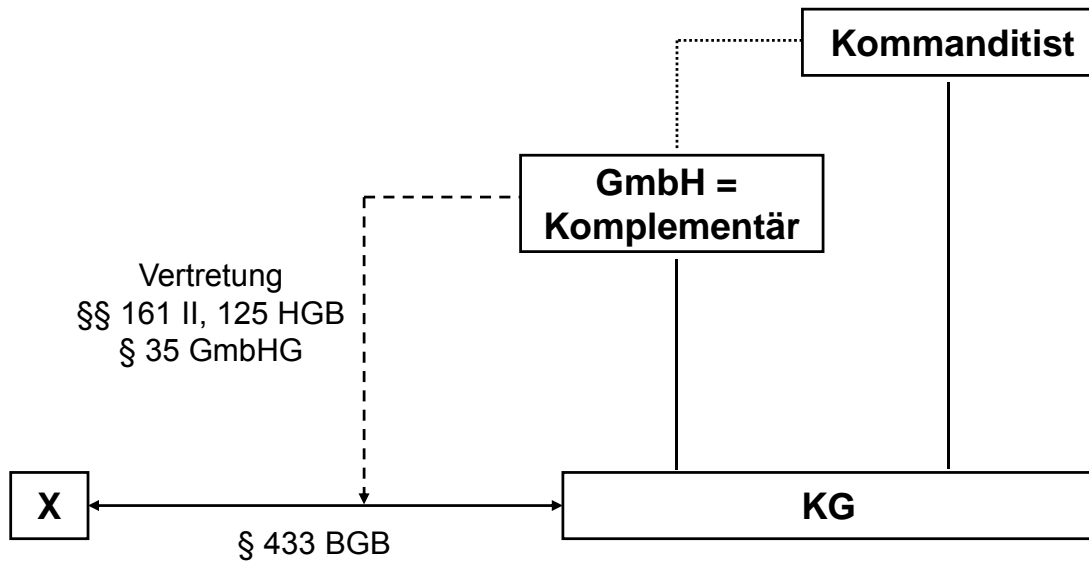 Kommanditist
GmbH =
Komplementär
Vertretung
§§ 161 II, 125 HGB
§ 35 GmbHG
X
KG
§ 433 BGB